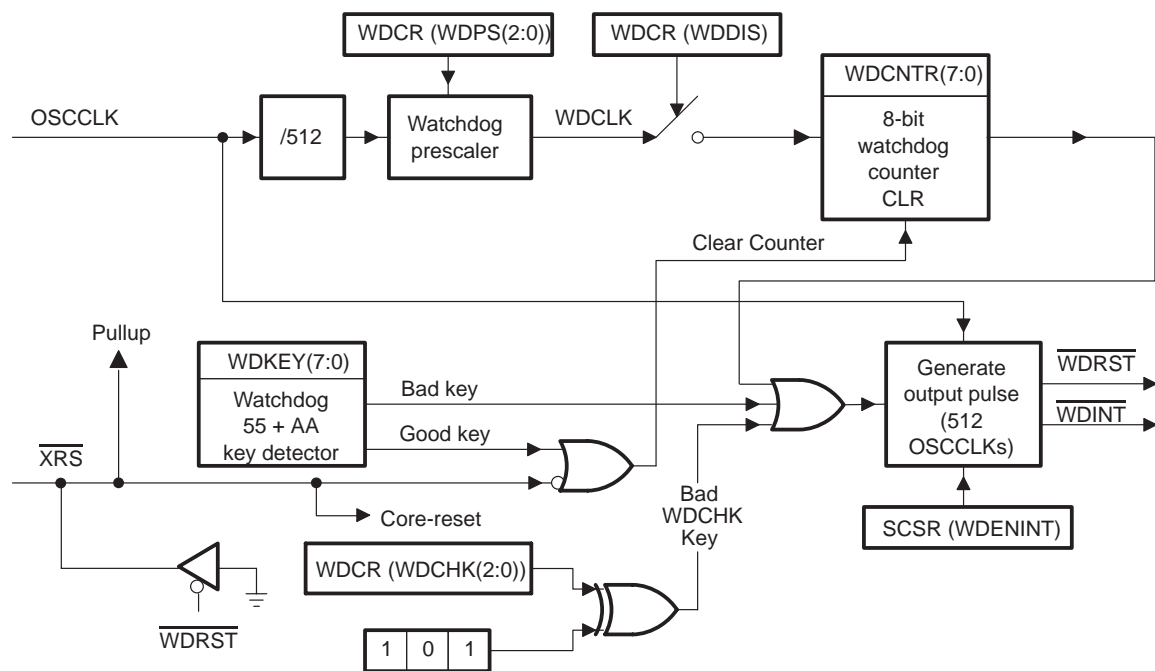 WDCR (WDPS(2:0))
WDCR (WDDIS)
WDCNTR(7:0)
OSCCLK
/512
Watchdog
prescaler
WDCLK
8-bit
watchdog
counter
CLR
Clear Counter
Pullup
WDKEY(7:0)
Watchdog
55 + AA
key detector
Bad key
Good key
Generate
output pulse
(512
OSCCLKs)
WDRST
WDINT
XRS
Core-reset
Bad
WDCHK
Key
SCSR (WDENINT)
WDCR (WDCHK(2:0))
WDRST
1 0 1